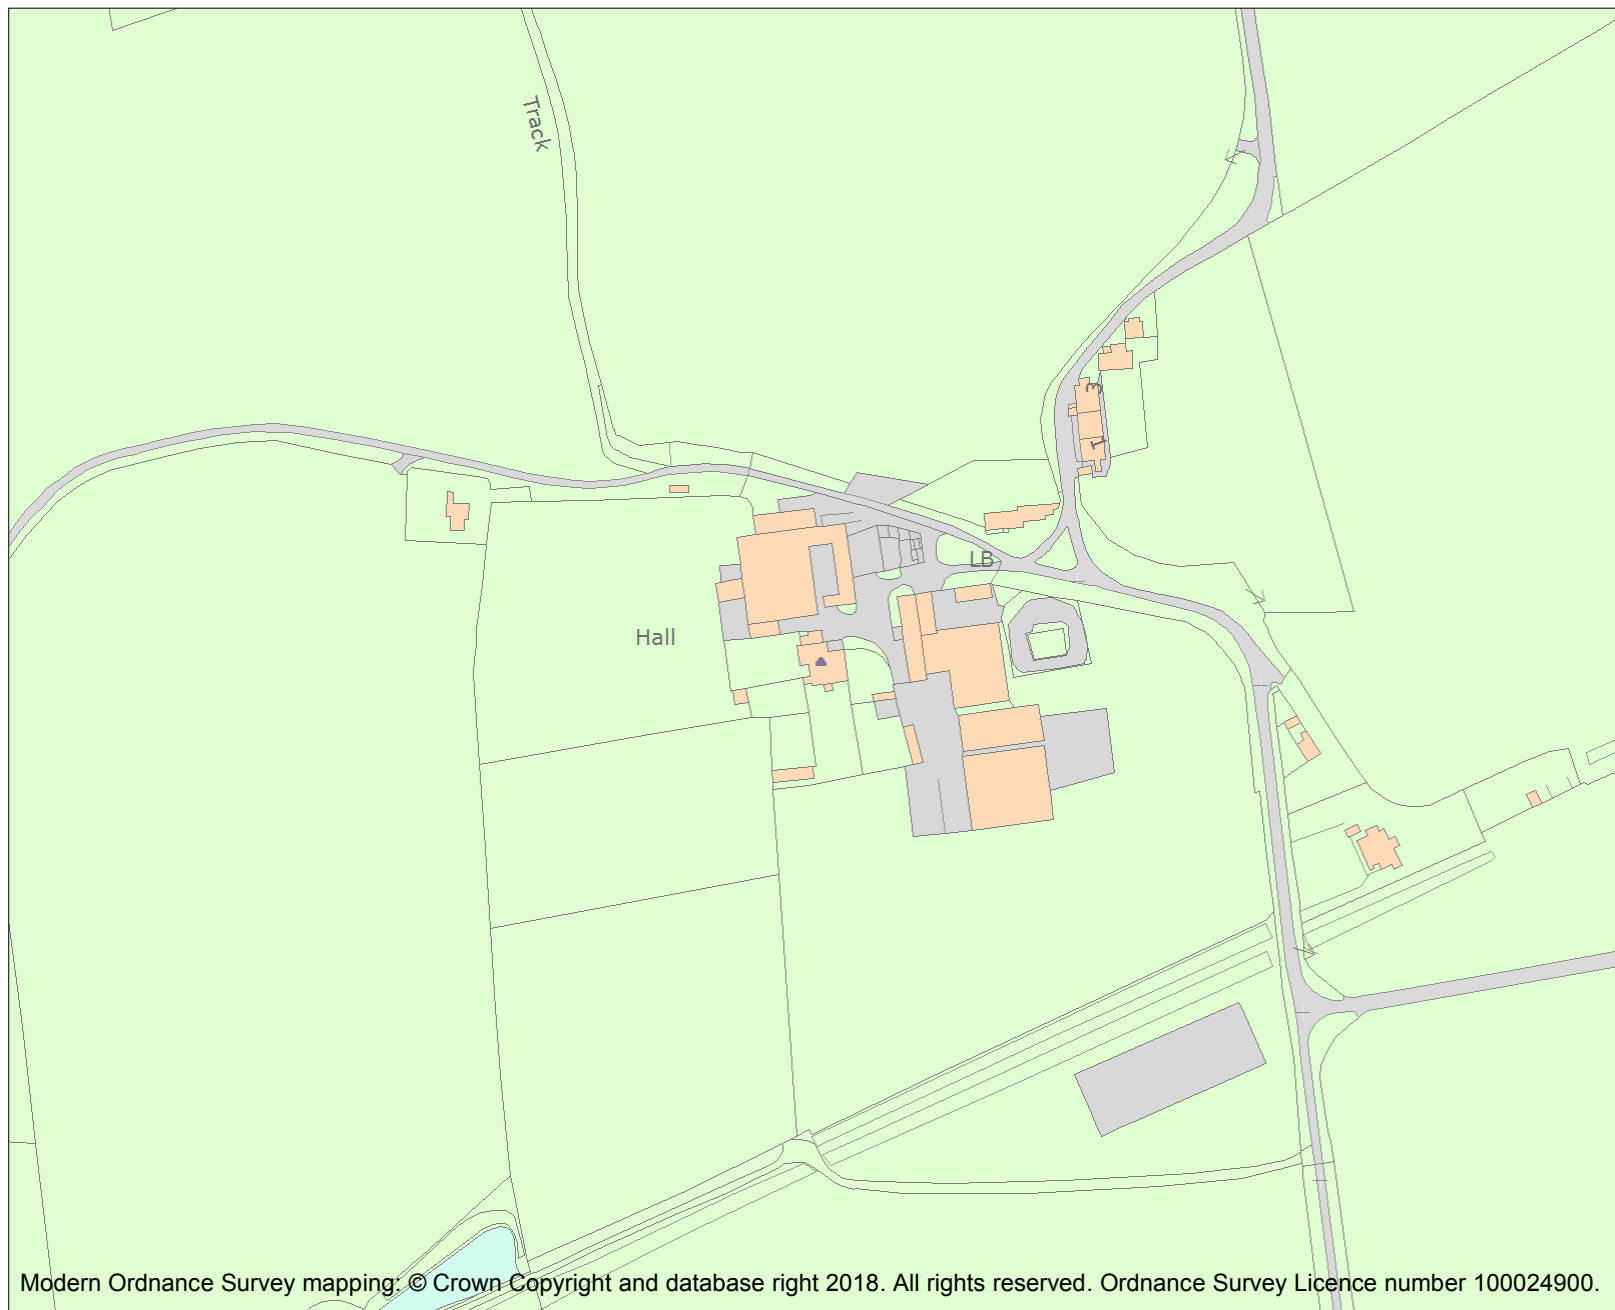 Track
3
1
LB
Hall
Modern Ordnance Survey mapping: © Crown Copyright and database right 2018. All rights reserved. Ordnance Survey Licence number 100024900.